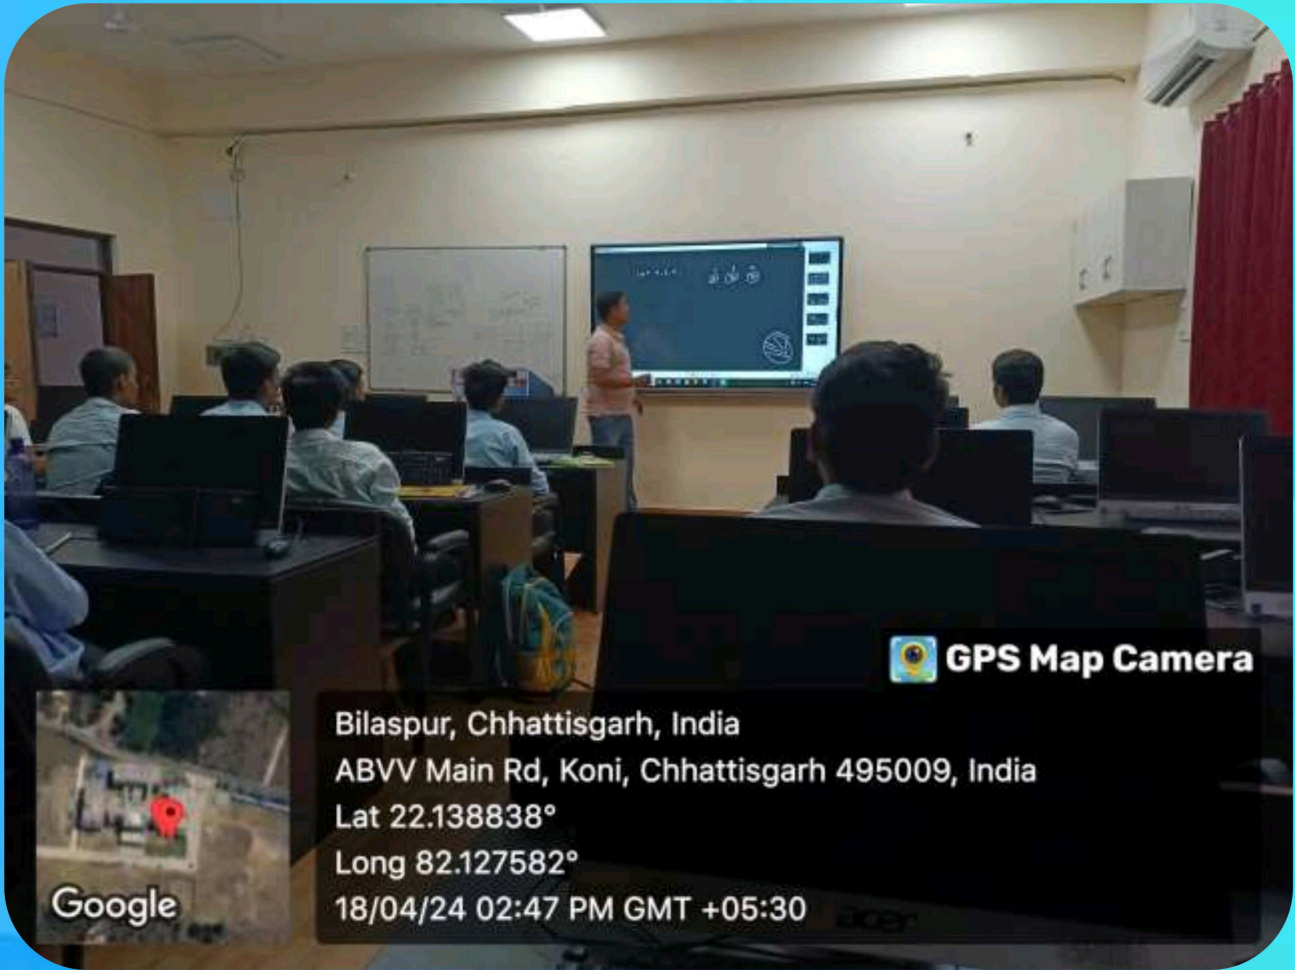 GPS Map Camera
Bilaspur, Chhattisgarh, India
ABVV Main Rd, Koni, Chhattisgarh 495009, India
Lat 22.138838°
Long 82.127582°
18/04/24 02:47 PM GMT +05:30
Google
acer